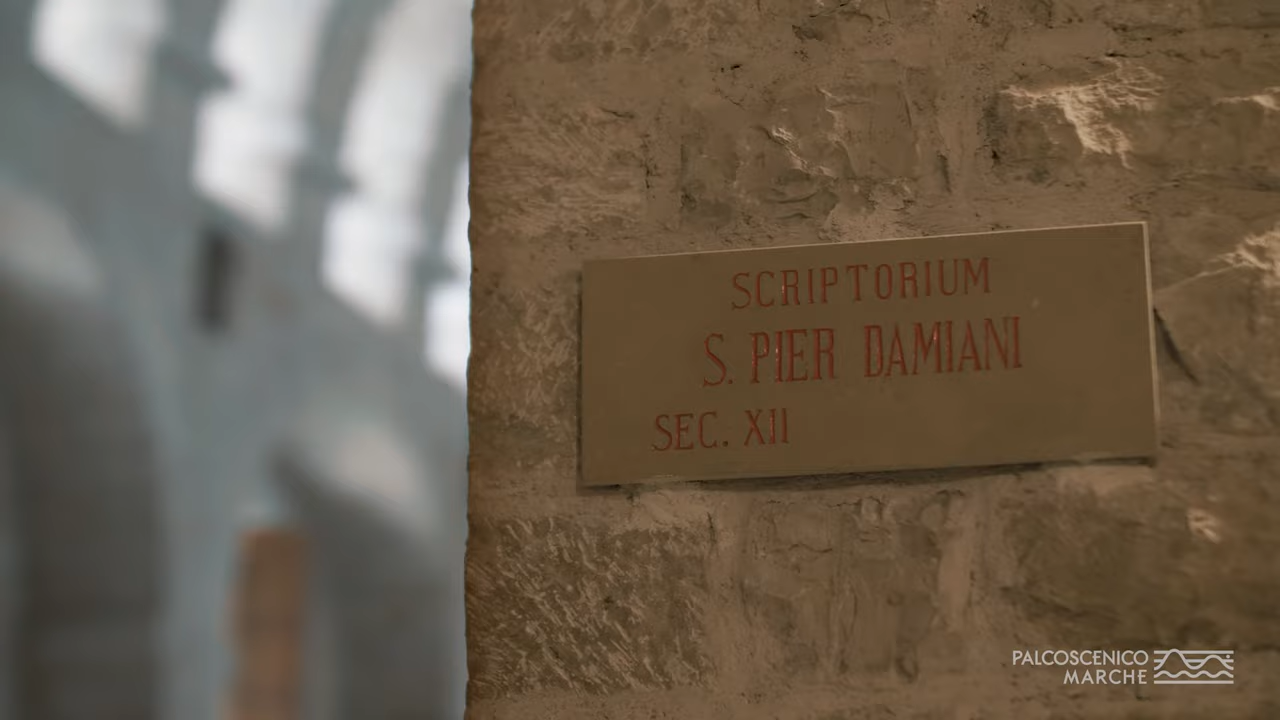 SCRIPTORIUM
S. PIER DAMIANI
SEC. XII
PALCOSCENICO
MARCHE